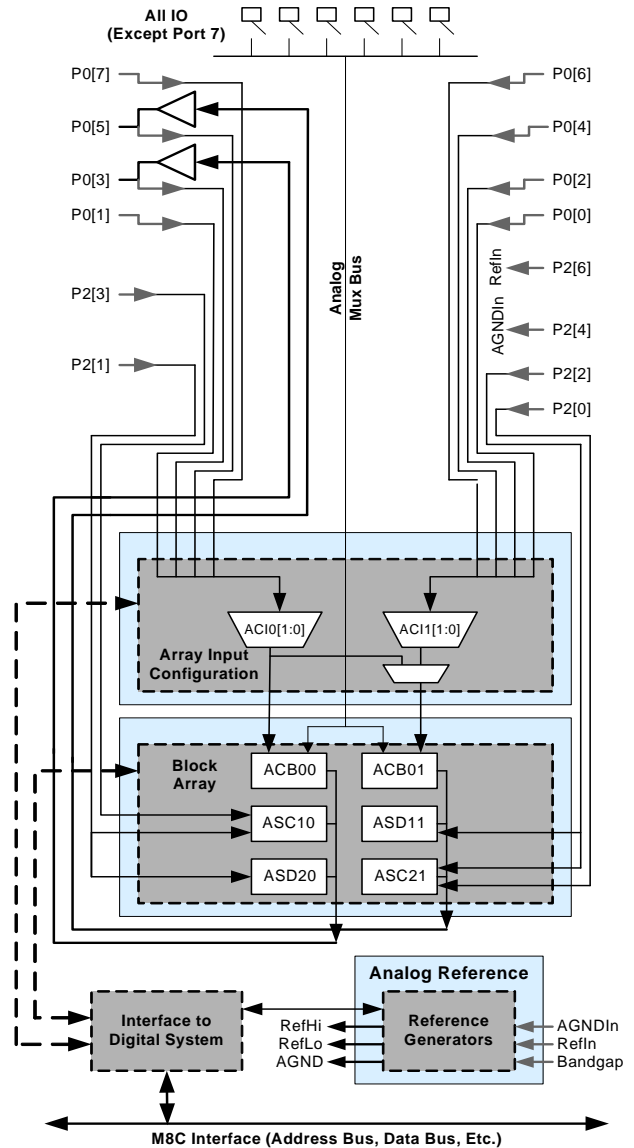 All IO
(Except Port 7)
P0[7]
P0[6]
P0[5]
P0[4]
P0[3]
P0[2]
P0[1]
P0[0]
Analog
Mux Bus
RefIn
P2[6]
P2[3]
AGNDIn
P2[4]
P2[1]
P2[2]
P2[0]
ACI0[1:0]
ACI1[1:0]
Array Input
Configuration
Block
Array
ACB00
ACB01
ASC10
ASD11
ASD20
ASC21
Analog Reference
Interface to
Digital System
RefHi
RefLo
AGND
Reference
Generators
AGNDIn
RefIn
Bandgap
M8C Interface (Address Bus, Data Bus, Etc.)